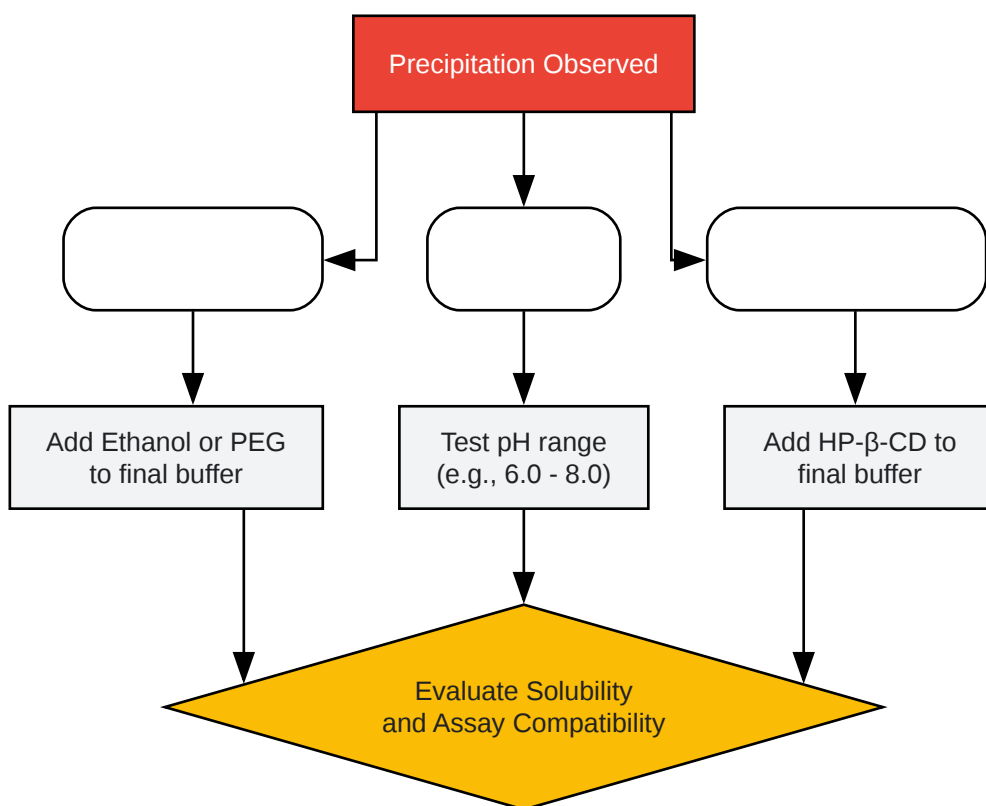 Precipitation Observed
Add Ethanol or PEG
to final buffer
Test pH range
(e.g., 6.0 - 8.0)
Add HP-β-CD to
final buffer
Evaluate Solubility
and Assay Compatibility